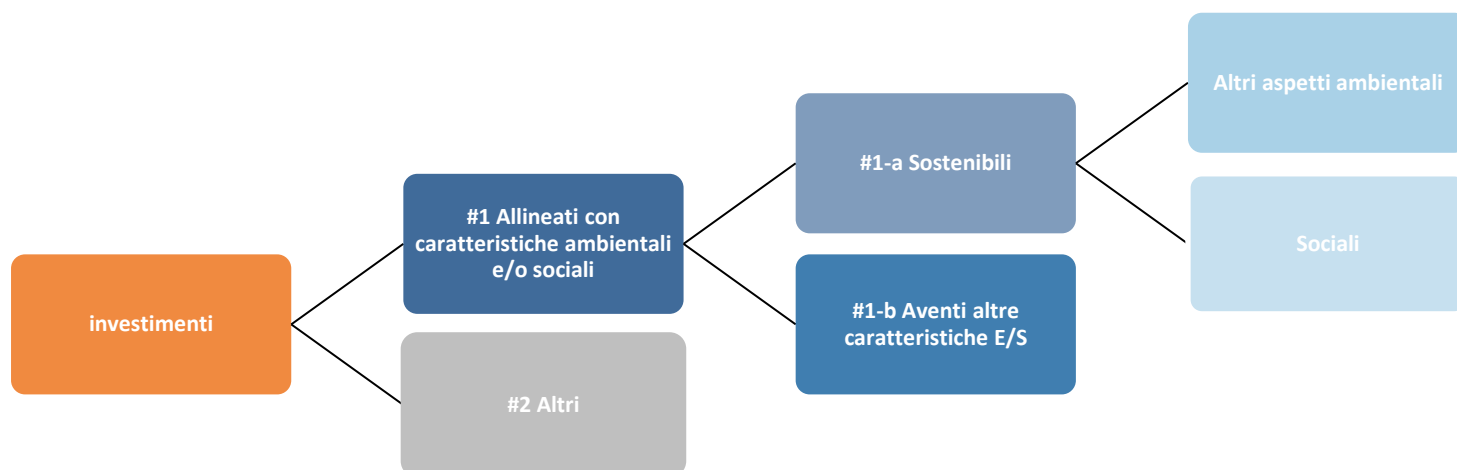 investimenti
#1 Allineati con
caratteristiche ambientali
e/o sociali
#2 Altri
#1-a Sostenibili
#1-b Aventi altre
caratteristiche E/S
Altri aspetti ambientali
Sociali